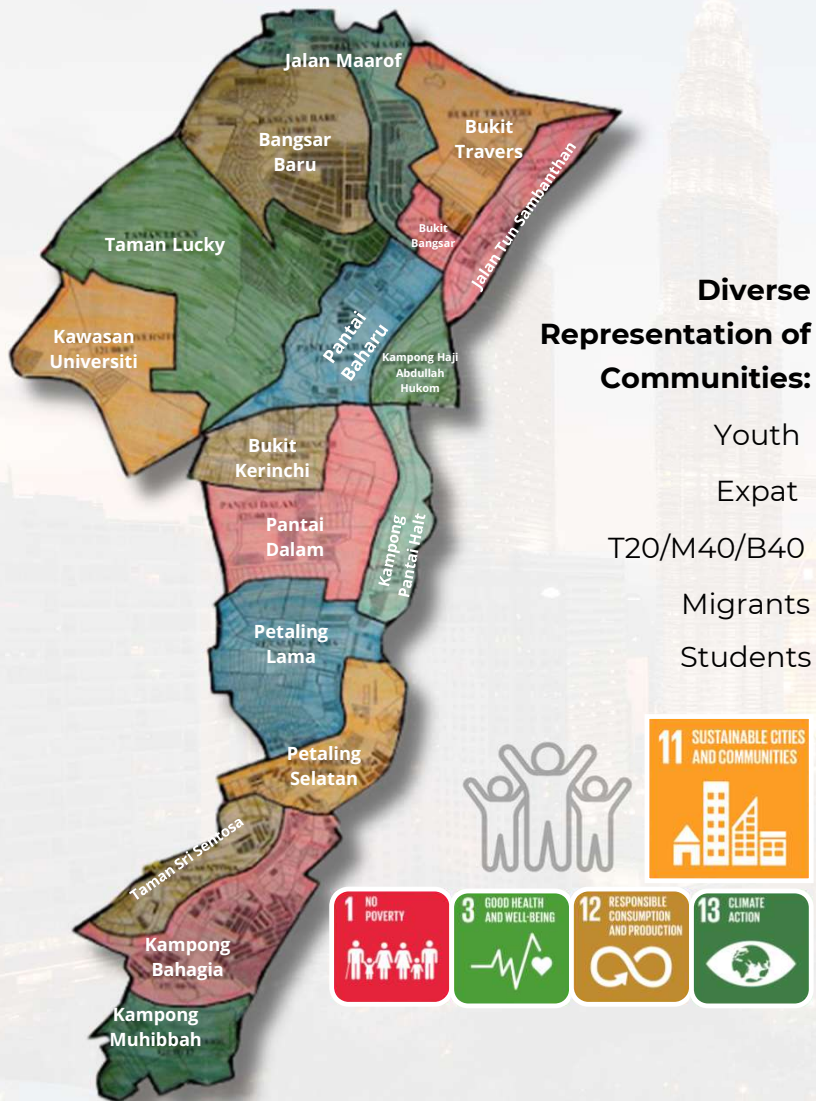 Jalan Maarof
Bangsar
Baru
Bukit
Travers
Jalan Tun Sambanthan
Bukit
Bangsar
Taman Lucky
Kawasan
Universiti
Pantai
Baharu
Kampong Haji
Abdullah
Hukom
Bukit
Kerinchi
Pantai
Dalam
Kampong
Pantai Halt
Petaling
Lama
Petaling
Selatan
Taman Sri Sentosa
Kampong
Bahagia
Kampong
Muhibbah
Diverse
Representation of
Communities:
Youth
Expat
T20/M40/B40
Migrants
Students
11 SUSTAINABLE CITIES
AND COMMUNITIES
1 NO
POVERTY
3 GOOD HEALTH
AND WELL-BEING
12 RESPONSIBLE
CONSUMPTION
AND PRODUCTION
13 CLIMATE
ACTION